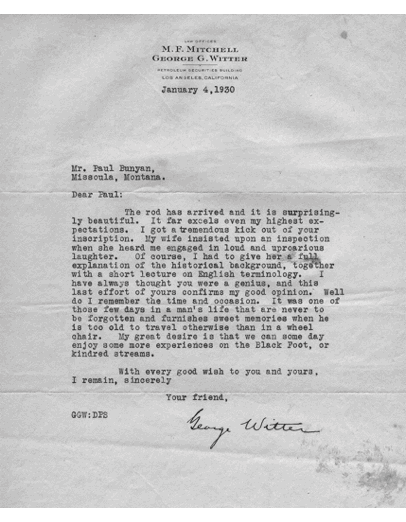 LAW OFFICES
M. F. MITCHELL
GEORGE G. WITTER
PETROLEUM SECURITIES BUILDING
LOS ANGELES, CALIFORNIA
January 4, 1930
Mr. Paul Bunyan,
Missoula, Montana.
Dear Paul:
The rod has arrived and it is surprising-
ly beautiful. It far excels even my highest ex-
pectations. I got a tremendous kick out of your
inscription. My wife insisted upon an inspection
when she heard me engaged in loud and uproarious
laughter. Of course, I had to give her a full
explanation of the historical background, together
with a short lecture on English terminology. I
have always thought you were a genius, and this
last effort of yours confirms my good opinion. Well
do I remember the time and occasion. It was one of
those few days in a man's life that are never to
be forgotten and furnishes sweet memories when he
is too old to travel otherwise than in a wheel
chair. My great desire is that we can some day
enjoy some more experiences on the Black Foot, or
kindred streams.
With every good wish to you and yours,
I remain, sincerely
Your friend,
GGW:DPS
George Witter